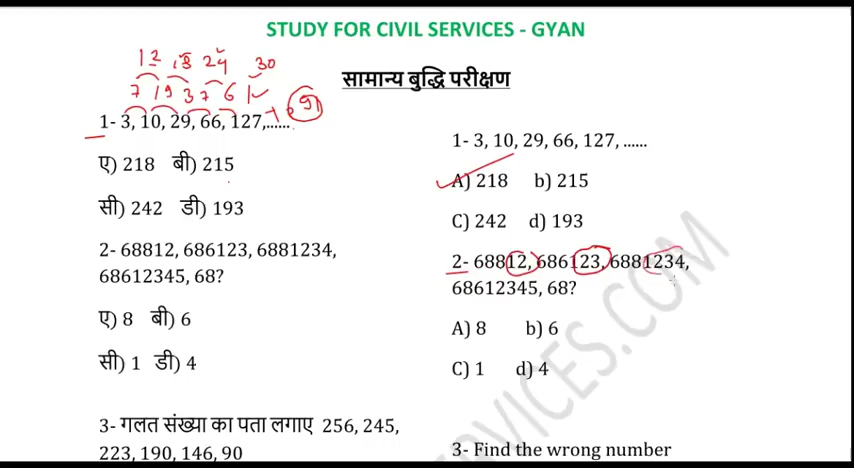 STUDY FOR CIVIL SERVICES - GYAN
12 18 24 30
सामान्य बुद्धि परीक्षण
7 19 37 61 + 91
1- 3, 10, 29, 66, 127,......
ए) 218 बी) 215
सी) 242 डी) 193
2- 68812, 686123, 6881234,
68612345, 68?
ए) 8 बी) 6
सी) 1 डी) 4
3- गलत संख्या का पता लगाए 256, 245,
223, 190, 146, 90
1- 3, 10, 29, 66, 127, ......
A) 218 b) 215
C) 242 d) 193
2- 68812, 686123, 6881234,
68612345, 68?
A) 8 b) 6
C) 1 d) 4
3- Find the wrong number
SERVICES.COM